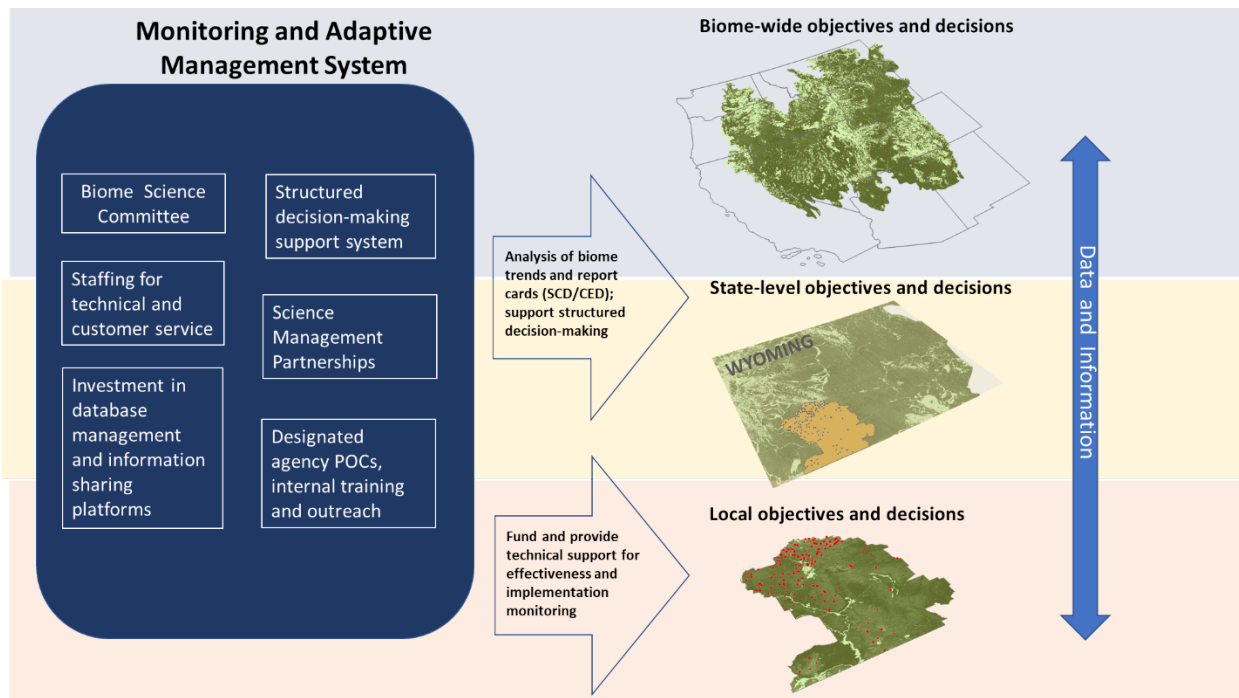 Monitoring and Adaptive
Management System
Biome Science
Committee
Staffing for
technical and
customer service
Investment in
database
management
and information
sharing
platforms
Structured
decision-making
support system
Science
Management
Partnerships
Designated
agency POCs,
internal training
and outreach
Analysis of biome
trends and report
cards (SCD/CED);
support structured
decision-making
Fund and provide
technical support for
effectiveness and
implementation
monitoring
Biome-wide objectives and decisions
State-level objectives and decisions
WYOMING
Local objectives and decisions
Data and Information